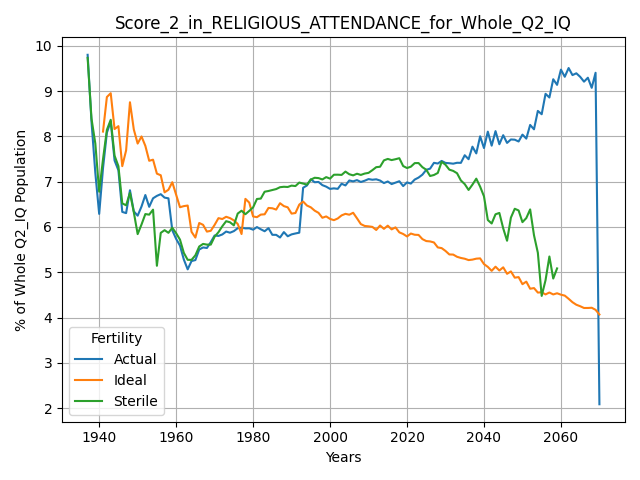 Score_2_in_RELIGIOUS_ATTENDANCE_for_Whole_Q2_IQ
% of Whole Q2_IQ Population
10
9
8
7
6
5
4
3
2
Fertility
Actual
Ideal
Sterile
1940 1960 1980 2000 2020 2040 2060
Years